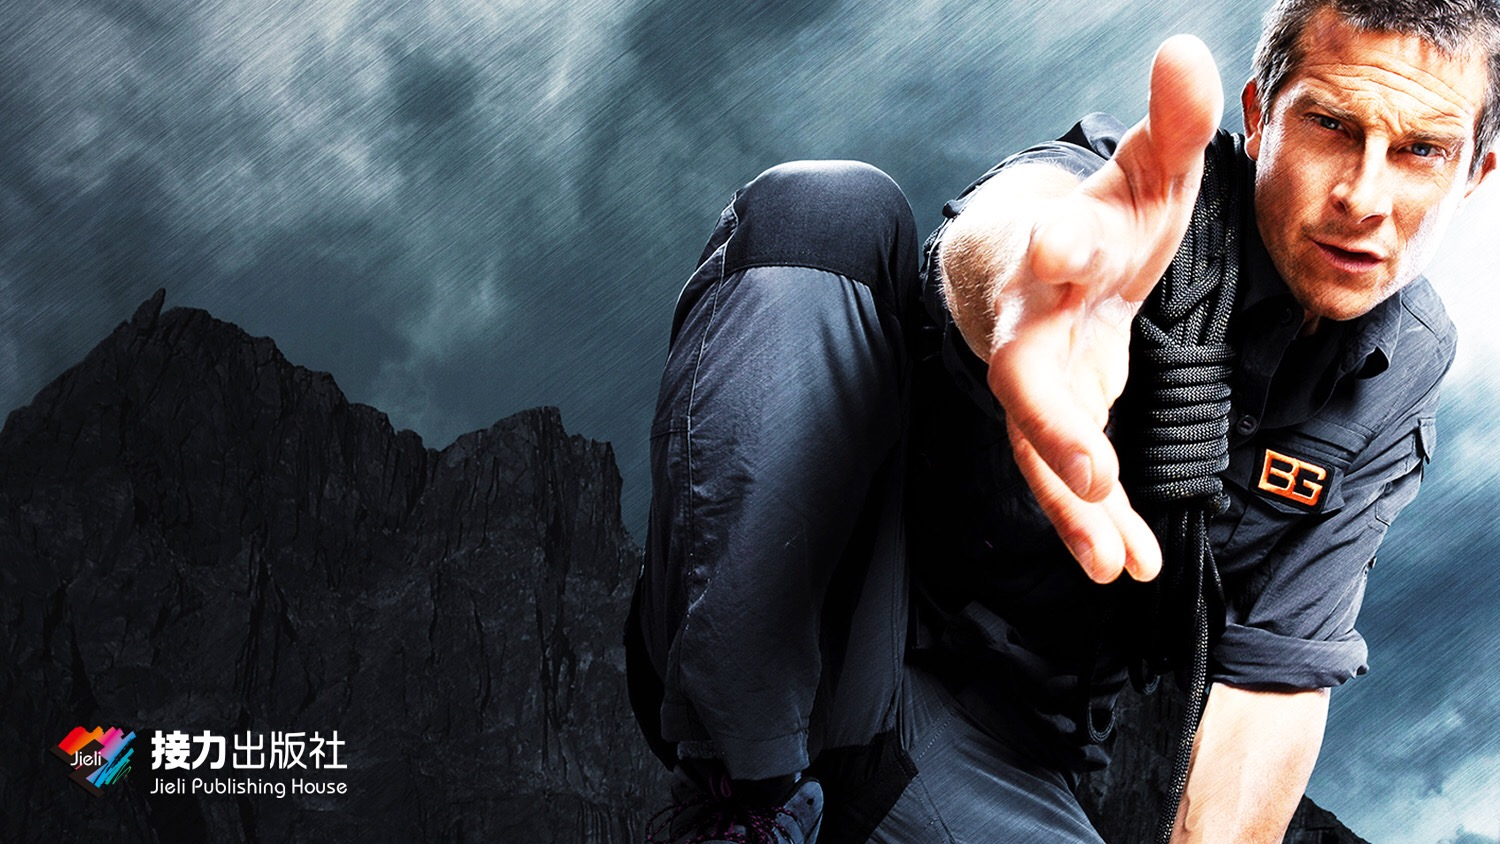 BG
Jieli
接力出版社
Jieli Publishing House